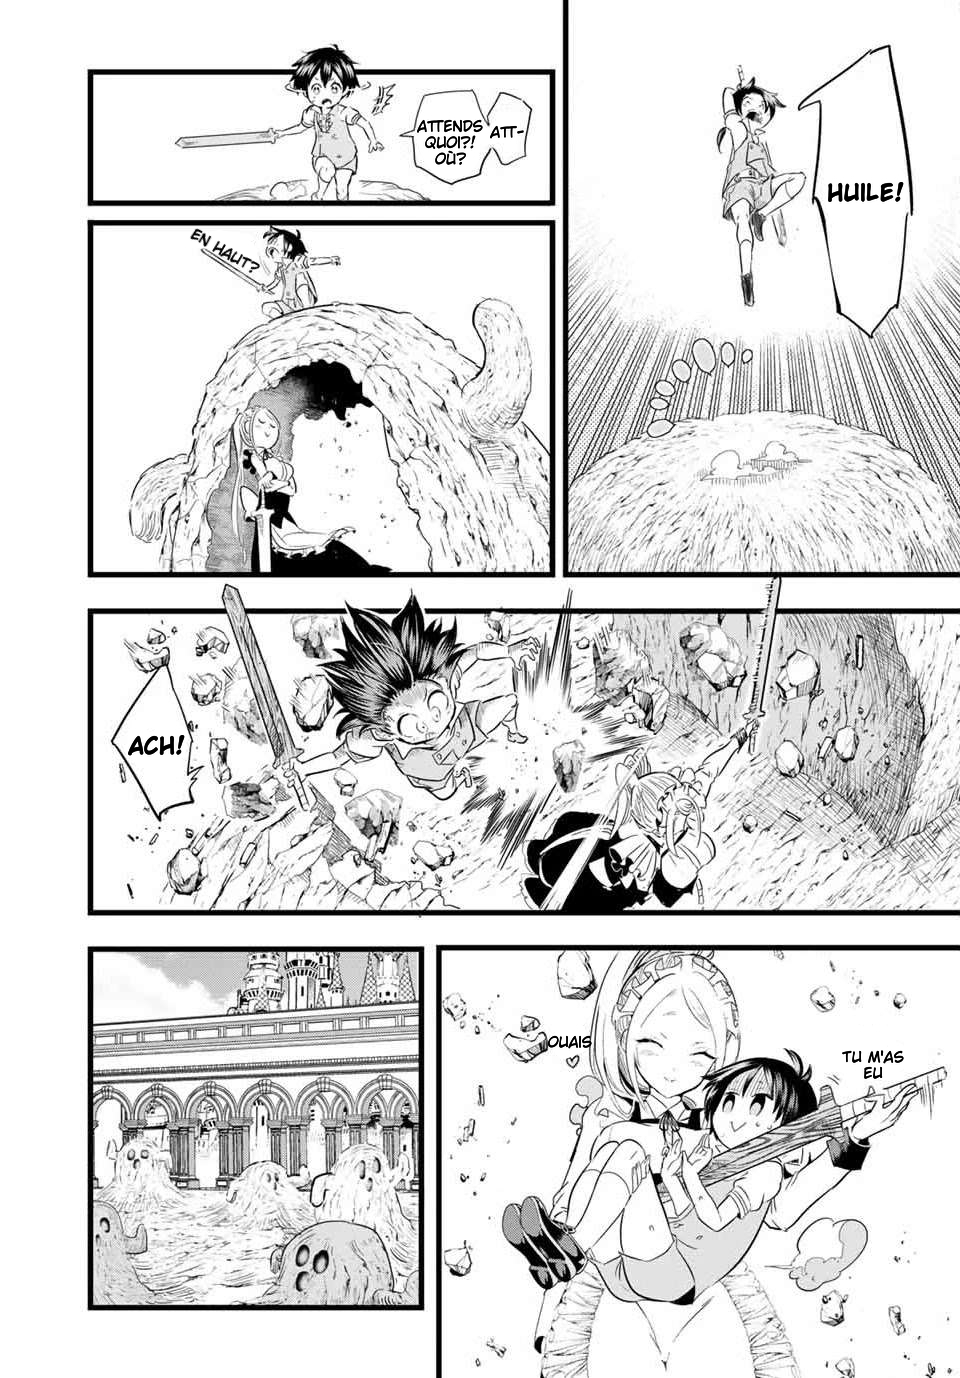 HUILE!
ATT-
ATTENDS
QUOI?!
OÙ?
EN HAUT?
ACH!
TU M'AS
EU
OUAIS